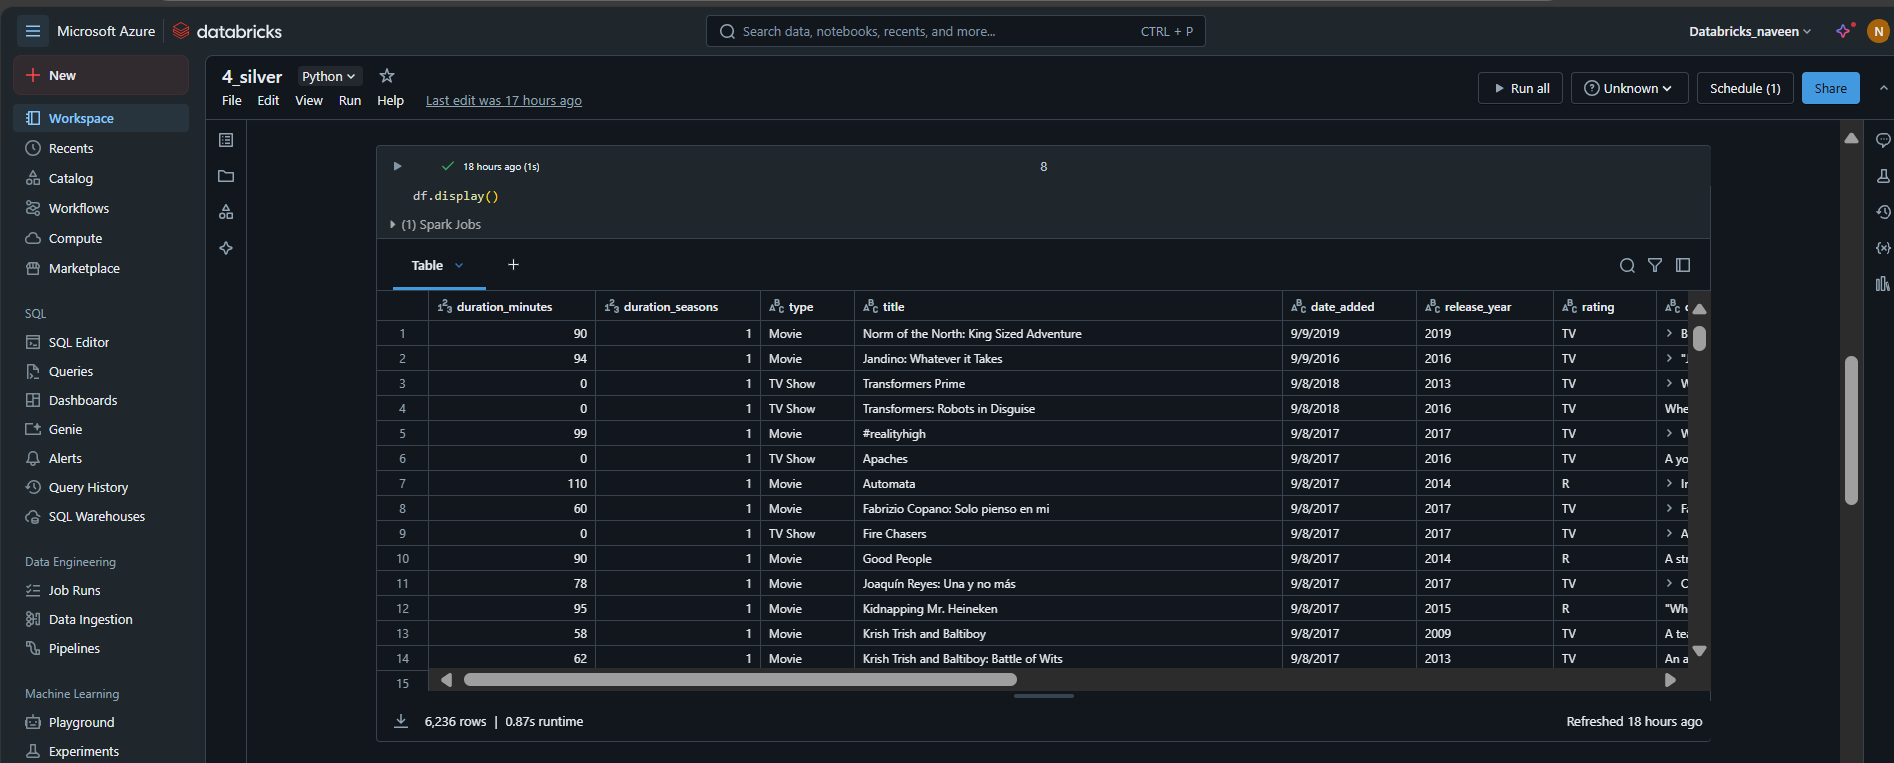 Microsoft Azure databricks Search data, notebooks, recents, and more... CTRL + P Databricks_naveen N
New
Workspace
Recents
Catalog
Workflows
Compute
Marketplace
SQL
SQL Editor
Queries
Dashboards
Genie
Alerts
Query History
SQL Warehouses
Data Engineering
Job Runs
Data Ingestion
Pipelines
Machine Learning
Playground
Experiments
4_silver Python
File Edit View Run Help Last edit was 17 hours ago
Run all Unknown Schedule (1) Share
18 hours ago (1s) 8
df.display()
(1) Spark Jobs
Table +
duration_minutes duration_seasons type title date_added release_year rating
1 90 1 Movie Norm of the North: King Sized Adventure 9/9/2019 2019 TV B
2 94 1 Movie Jandino: Whatever it Takes 9/9/2016 2016 TV
3 0 1 TV Show Transformers Prime 9/8/2018 2013 TV
4 0 1 TV Show Transformers: Robots in Disguise 9/8/2018 2016 TV Whe
5 99 1 Movie #realityhigh 9/8/2017 2017 TV
6 0 1 TV Show Apaches 9/8/2017 2016 TV A yo
7 110 1 Movie Automata 9/8/2017 2014 R
8 60 1 Movie Fabrizio Copano: Solo pienso en mi 9/8/2017 2017 TV
9 0 1 TV Show Fire Chasers 9/8/2017 2017 TV A
10 90 1 Movie Good People 9/8/2017 2014 R A str
11 78 1 Movie Joaquín Reyes: Una y no más 9/8/2017 2017 TV
12 95 1 Movie Kidnapping Mr. Heineken 9/8/2017 2015 R "Wh
13 58 1 Movie Krish Trish and Baltiboy 9/8/2017 2009 TV A tea
14 62 1 Movie Krish Trish and Baltiboy: Battle of Wits 9/8/2017 2013 TV An a
15
6,236 rows | 0.87s runtime Refreshed 18 hours ago